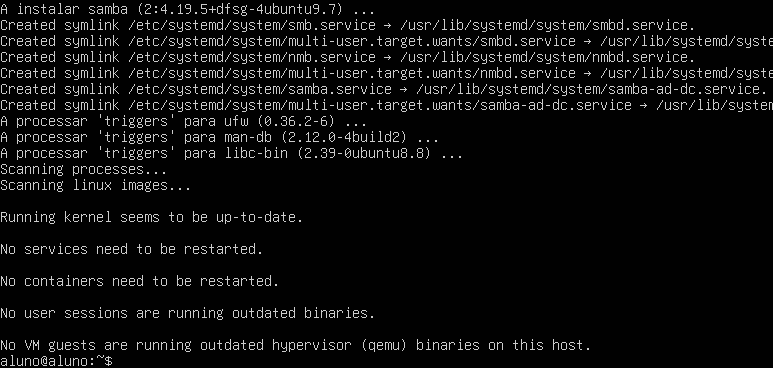 A instalar samba (2:4.19.5+dfsg-4ubuntu9.7) ...
Created symlink /etc/systemd/system/smb.service → /usr/lib/systemd/system/smbd.service.
Created symlink /etc/systemd/system/multi-user.target.wants/smbd.service → /usr/lib/systemd/syste
Created symlink /etc/systemd/system/nmb.service → /usr/lib/systemd/system/nmbd.service.
Created symlink /etc/systemd/system/multi-user.target.wants/nmbd.service → /usr/lib/systemd/syste
Created symlink /etc/systemd/system/samba.service → /usr/lib/systemd/system/samba-ad-dc.service.
Created symlink /etc/systemd/system/multi-user.target.wants/samba-ad-dc.service → /usr/lib/system
A processar 'triggers' para ufw (0.36.2-6) ...
A processar 'triggers' para man-db (2.12.0-4build2) ...
A processar 'triggers' para libc-bin (2.39-0ubuntu8.8) ...
Scanning processes...
Scanning linux images...
Running kernel seems to be up-to-date.
No services need to be restarted.
No containers need to be restarted.
No user sessions are running outdated binaries.
No VM guests are running outdated hypervisor (qemu) binaries on this host.
aluno@aluno:~$